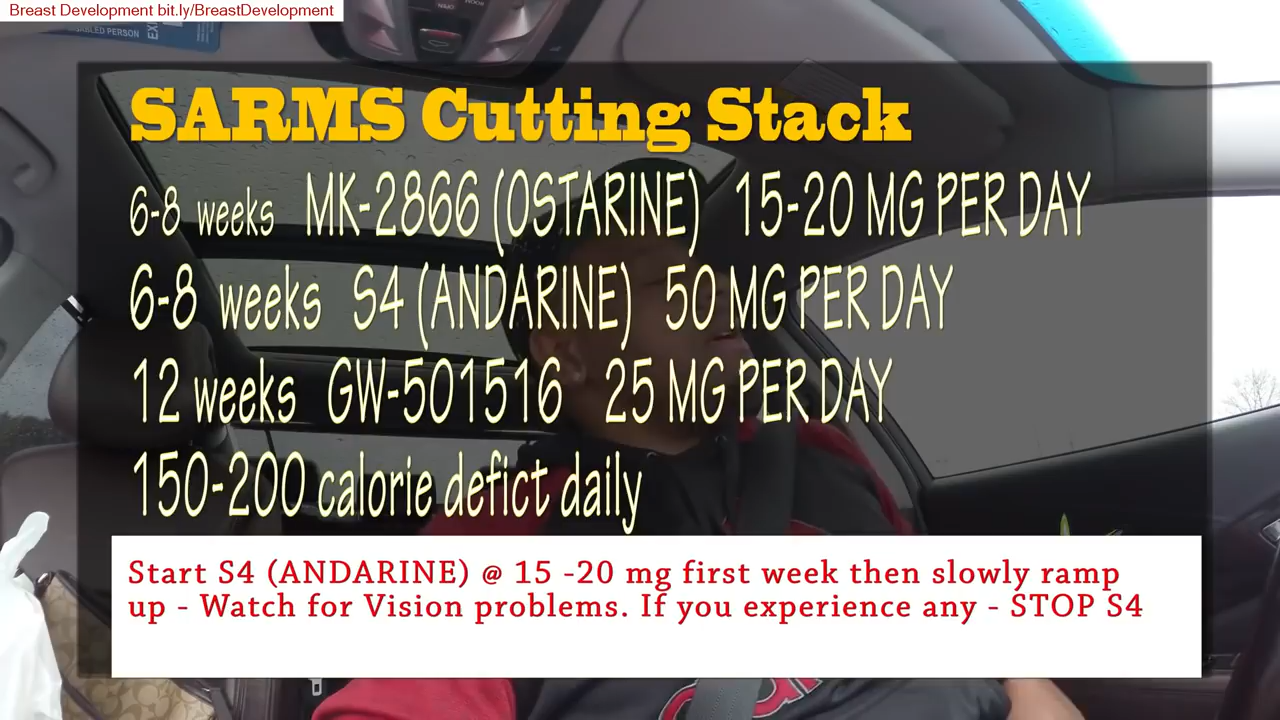 Breast Development bit.ly/BreastDevelopment
SARMS Cutting Stack
6-8 weeks MK-2866 (OSTARINE) 15-20 MG PER DAY
6-8 weeks S4 (ANDARINE) 50 MG PER DAY
12 weeks GW-501516 25 MG PER DAY
150-200 calorie defict daily
Start S4 (ANDARINE) @ 15 -20 mg first week then slowly ramp
up - Watch for Vision problems. If you experience any - STOP S4